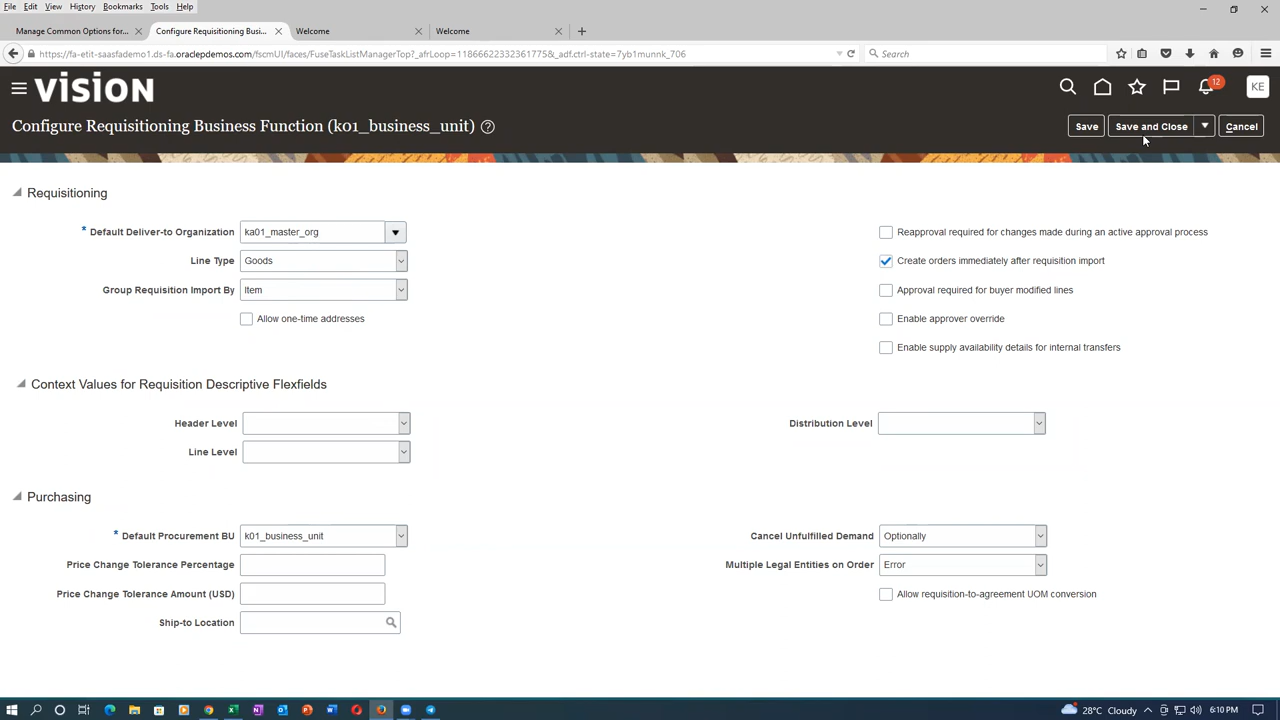 File Edit View History Bookmarks Tools Help
Manage Common Options for
Configure Requisitioning Busi
Welcome
Welcome
https://fa-etit-saasfademo1.ds-fa.oraclepdemos.com/fscmUI/faces/FuseTaskListManagerTop?_afrLoop=11866622332361775&_adf.ctrl-state=7yb1munnk_706
Search
VISION
12
KE
Configure Requisitioning Business Function (k01_business_unit)
Save
Save and Close
Cancel
Requisitioning
* Default Deliver-to Organization ka01_master_org
Reapproval required for changes made during an active approval process
Line Type Goods
Create orders immediately after requisition import
Group Requisition Import By Item
Approval required for buyer modified lines
Allow one-time addresses
Enable approver override
Enable supply availability details for internal transfers
Context Values for Requisition Descriptive Flexfields
Header Level
Distribution Level
Line Level
Purchasing
* Default Procurement BU k01_business_unit
Cancel Unfulfilled Demand Optionally
Price Change Tolerance Percentage
Multiple Legal Entities on Order Error
Price Change Tolerance Amount (USD)
Allow requisition-to-agreement UOM conversion
Ship-to Location
28°C Cloudy
6:10 PM